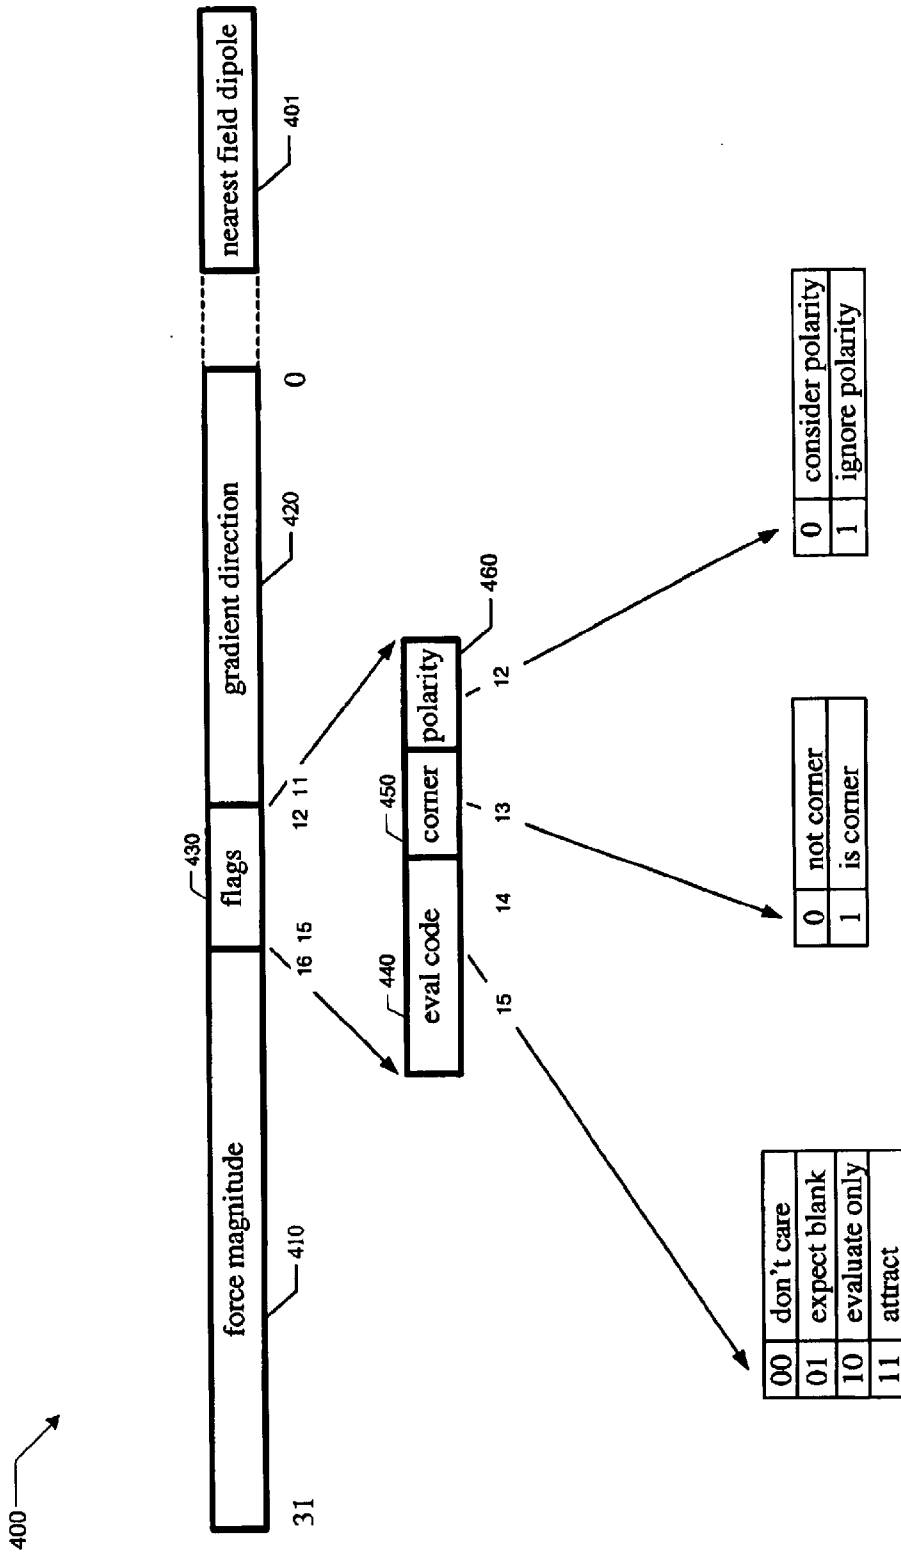 400
force magnitude
flags
gradient direction
nearest field dipole
410
430
420
401
31
16 15
12 11
0
eval code
corner
polarity
440
450
460
15
14
13
12
00 don't care
01 expect blank
10 evaluate only
11 attract
0 not corner
1 is corner
0 consider polarity
1 ignore polarity